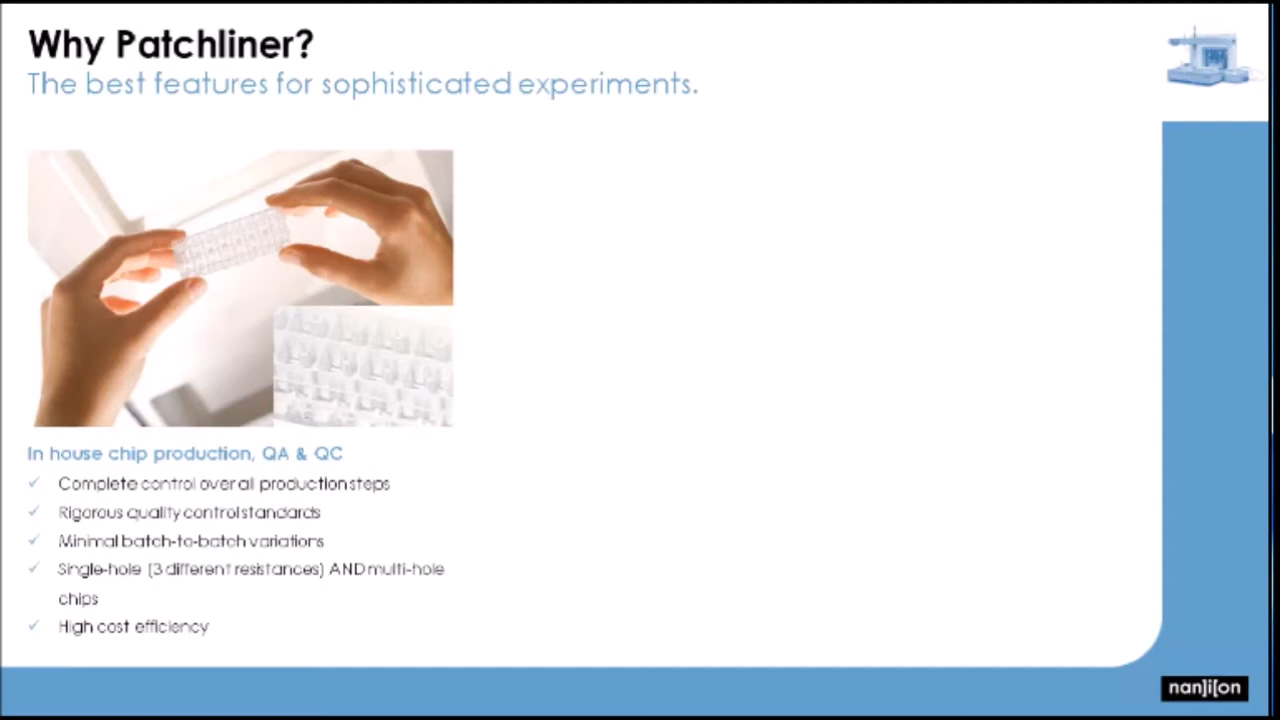 Why Patchliner?
The best features for sophisticated experiments.
In house chip production, QA & QC
✓ Complete control over all production steps
✓ Rigorous quality control standards
✓ Minimal batch-to-batch variations
✓ Single-hole (3 different resistances) AND multi-hole
chips
✓ High cost efficiency
nan]i[on